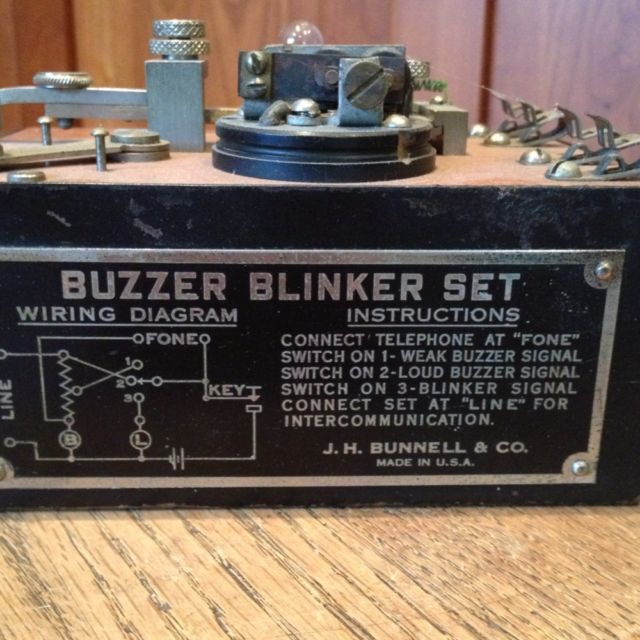 BUZZER BLINKER SET
WIRING DIAGRAM
FONE
1
2
3
KEY
LINE
B
L
INSTRUCTIONS
CONNECT TELEPHONE AT "FONE"
SWITCH ON 1-WEAK BUZZER SIGNAL
SWITCH ON 2-LOUD BUZZER SIGNAL
SWITCH ON 3-BLINKER SIGNAL
CONNECT SET AT "LINE" FOR
INTERCOMMUNICATION.
J.H. BUNNELL & CO.
MADE IN U.S.A.